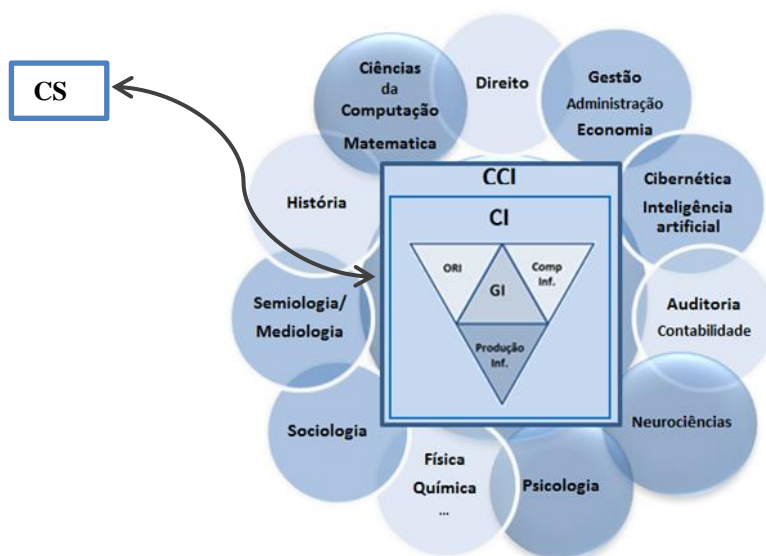 CS
Ciências
da
Computação
Matematica
Direito
Gestão
Administração
Economia
Cibernética
Inteligência
artificial
Auditoria
Contabilidade
Neurociências
Psicologia
Física
Química
...
Sociologia
Semiologia/
Mediologia
História
CCI
CI
ORI
Comp
Inf.
GI
Produção
Inf.